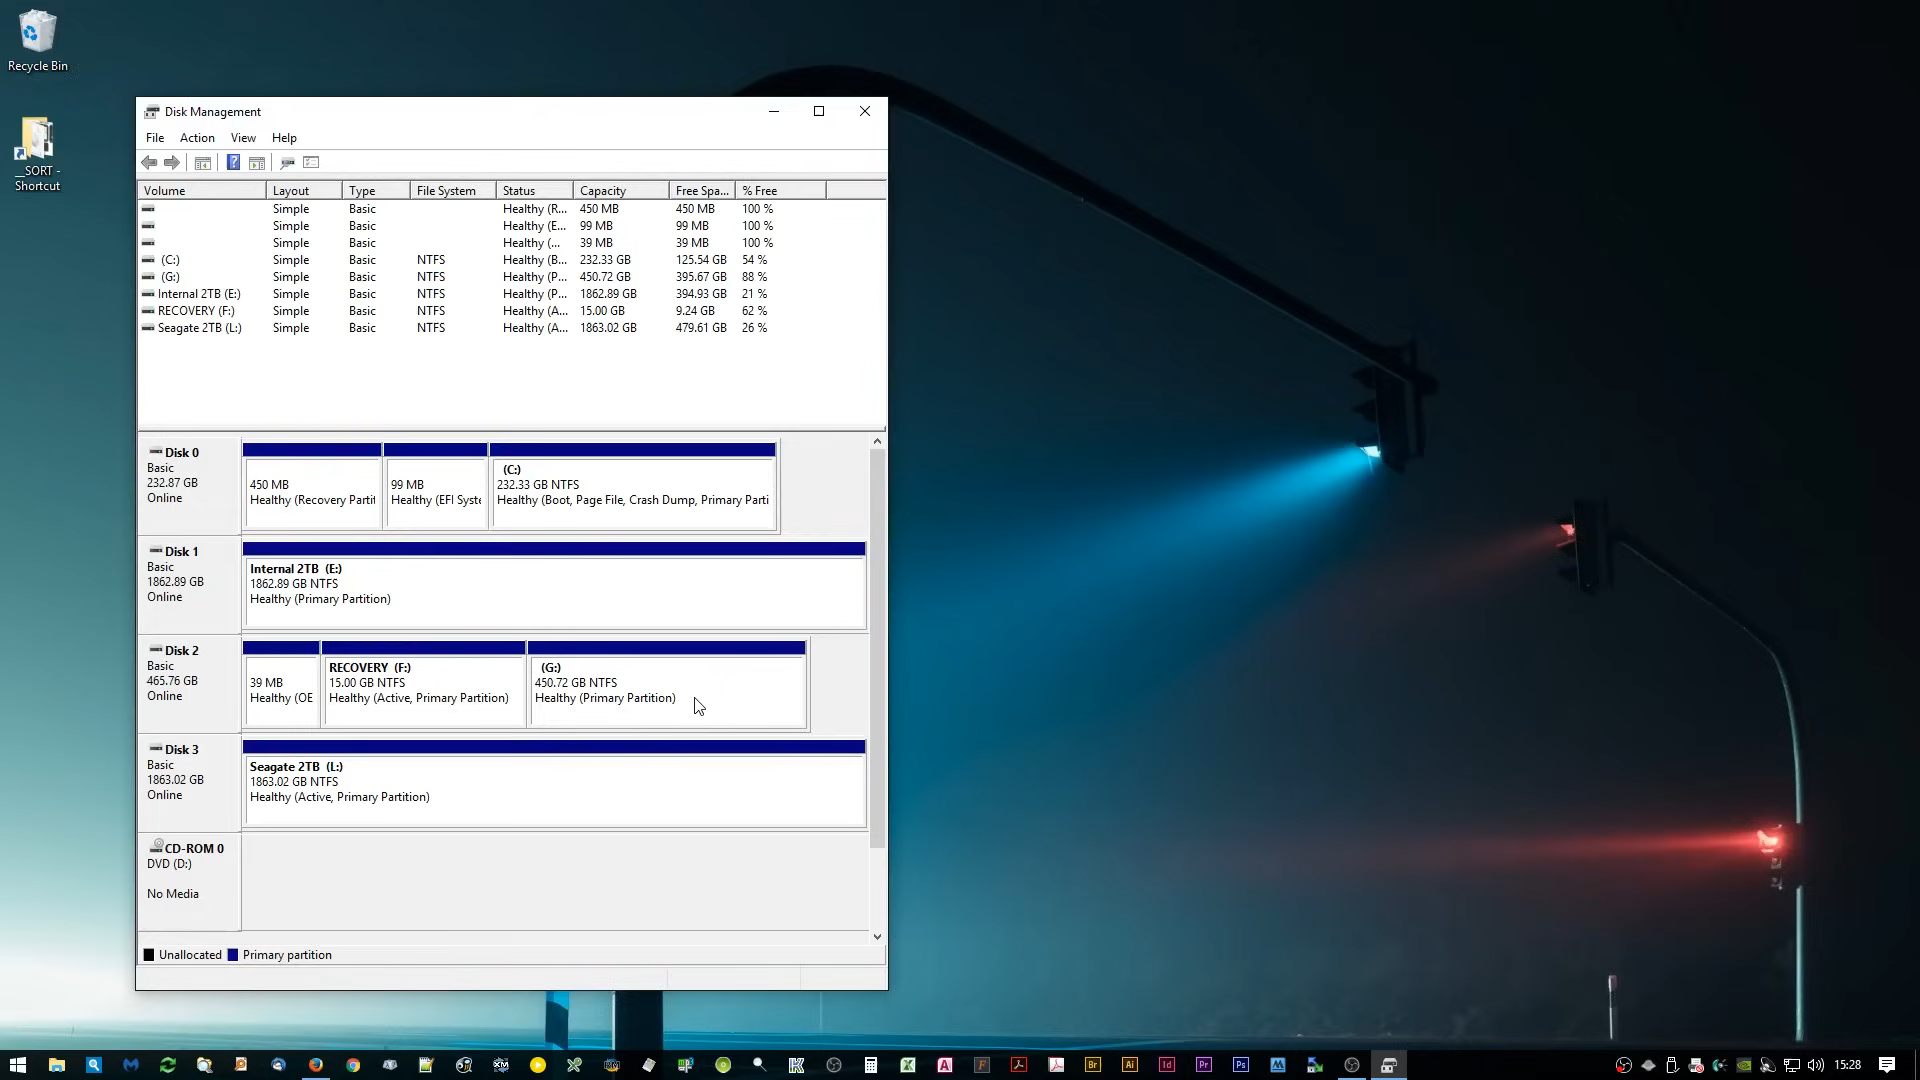 Recycle Bin
__SORT -
Shortcut
Disk Management
File Action View Help
Volume Layout Type File System Status Capacity Free Spa... % Free
Simple Basic Healthy (R... 450 MB 450 MB 100 %
Simple Basic Healthy (E... 99 MB 99 MB 100 %
Simple Basic Healthy (... 39 MB 39 MB 100 %
(C:) Simple Basic NTFS Healthy (B... 232.33 GB 125.54 GB 54 %
(G:) Simple Basic NTFS Healthy (P... 450.72 GB 395.67 GB 88 %
Internal 2TB (E:) Simple Basic NTFS Healthy (P... 1862.89 GB 394.93 GB 21 %
RECOVERY (F:) Simple Basic NTFS Healthy (A... 15.00 GB 9.24 GB 62 %
Seagate 2TB (L:) Simple Basic NTFS Healthy (A... 1863.02 GB 479.61 GB 26 %
Disk 0
Basic
232.87 GB
Online
450 MB
Healthy (Recovery Parti
99 MB
Healthy (EFI Syste
(C:)
232.33 GB NTFS
Healthy (Boot, Page File, Crash Dump, Primary Parti
Disk 1
Basic
1862.89 GB
Online
Internal 2TB (E:)
1862.89 GB NTFS
Healthy (Primary Partition)
Disk 2
Basic
465.76 GB
Online
39 MB
Healthy (OE
RECOVERY (F:)
15.00 GB NTFS
Healthy (Active, Primary Partition)
(G:)
450.72 GB NTFS
Healthy (Primary Partition)
Disk 3
Basic
1863.02 GB
Online
Seagate 2TB (L:)
1863.02 GB NTFS
Healthy (Active, Primary Partition)
CD-ROM 0
DVD (D:)
No Media
Unallocated Primary partition
Br Ai Id Pr Ps
15:28